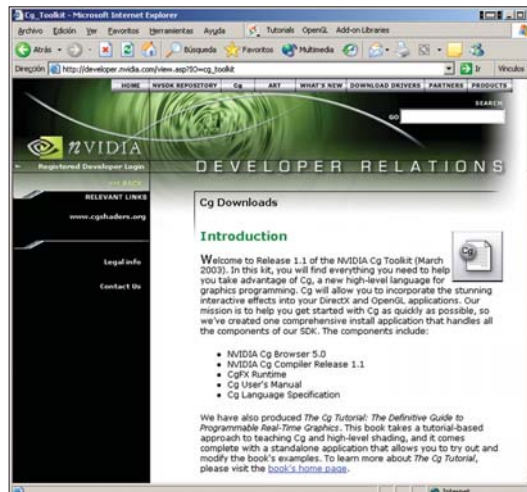 Cg_Toolkit - Microsoft Internet Explorer
Archivo Edición Ver Favoritos Herramientas Ayuda Tutorials OpenGL Add-on Libraries
Atrás Búsqueda Favoritos Multimedia
Dirección http://developer.nvidia.com/view.asp?IO=cg_toolkit Ir Vínculos
HOME NVSDK REPOSITORY Cg ART WHAT'S NEW DOWNLOAD DRIVERS PARTNERS PRODUCTS
SEARCH
GO
nVIDIA
Registered Developer Login
DEVELOPER RELATIONS
<<< BACK
RELEVANT LINKS
www.cgshaders.org
Legal info
Contact Us
Cg Downloads
Introduction
Cg
Welcome to Release 1.1 of the NVIDIA Cg Toolkit (March
2003). In this kit, you will find everything you need to help
you take advantage of Cg, a new high-level language for
graphics programming. Cg will allow you to incorporate the stunning
interactive effects into your DirectX and OpenGL applications. Our
mission is to help you get started with Cg as quickly as possible, so
we've created one comprehensive install application that handles all
the components of our SDK. The components include:
• NVIDIA Cg Browser 5.0
• NVIDIA Cg Compiler Release 1.1
• CgFX Runtime
• Cg User's Manual
• Cg Language Specification
We have also produced The Cg Tutorial: The Definitive Guide to
Programmable Real-Time Graphics. This book takes a tutorial-based
approach to teaching Cg and high-level shading, and it comes
complete with a standalone application that allows you to try out and
modify the book's examples. To learn more about The Cg Tutorial,
please visit the book's home page.
Internet